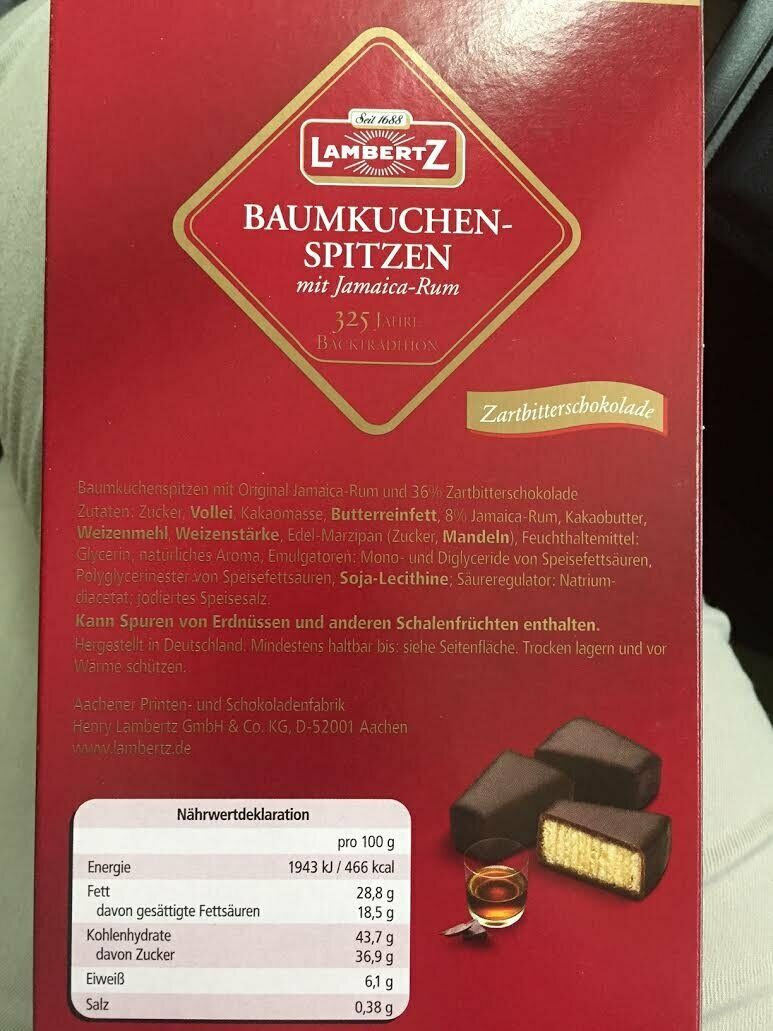 Seit 1688
LAMBERTZ
BAUMKUCHEN-
SPITZEN
mit Jamaica-Rum
325 JAHRE
BACKTRADITION
Zartbitterschokolade
Baumkuchenspitzen mit Original Jamaica-Rum und 36% Zartbitterschokolade
Zutaten: Zucker, Vollei, Kakaomasse, Butterreinfett, 8% Jamaica-Rum, Kakaobutter,
Weizenmehl, Weizenstärke, Edel-Marzipan (Zucker, Mandeln), Feuchthaltemittel:
Glycerin, natürliches Aroma, Emulgatoren: Mono- und Diglyceride von Speisefettsäuren,
Polyglycerinester von Speisefettsäuren, Soja-Lecithine; Säureregulator: Natrium-
diacetat; jodiertes Speisesalz.
Kann Spuren von Erdnüssen und anderen Schalenfrüchten enthalten.
Hergestellt in Deutschland. Mindestens haltbar bis: siehe Seitenfläche. Trocken lagern und vor
Wärme schützen.
Aachener Printen- und Schokoladenfabrik
Henry Lambertz GmbH & Co. KG, D-52001 Aachen
www.lambertz.de
Nährwertdeklaration
pro 100 g
Energie 1943 kJ / 466 kcal
Fett 28,8 g
davon gesättigte Fettsäuren 18,5 g
Kohlenhydrate 43,7 g
davon Zucker 36,9 g
Eiweiß 6,1 g
Salz 0,38 g